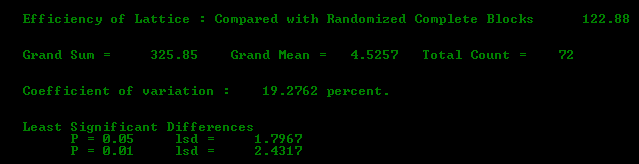 Efficiency of Lattice : Compared with Randomized Complete Blocks 122.88
Grand Sum = 325.85 Grand Mean = 4.5257 Total Count = 72
Coefficient of variation : 19.2762 percent.
Least Significant Differences
P = 0.05 lsd = 1.7967
P = 0.01 lsd = 2.4317